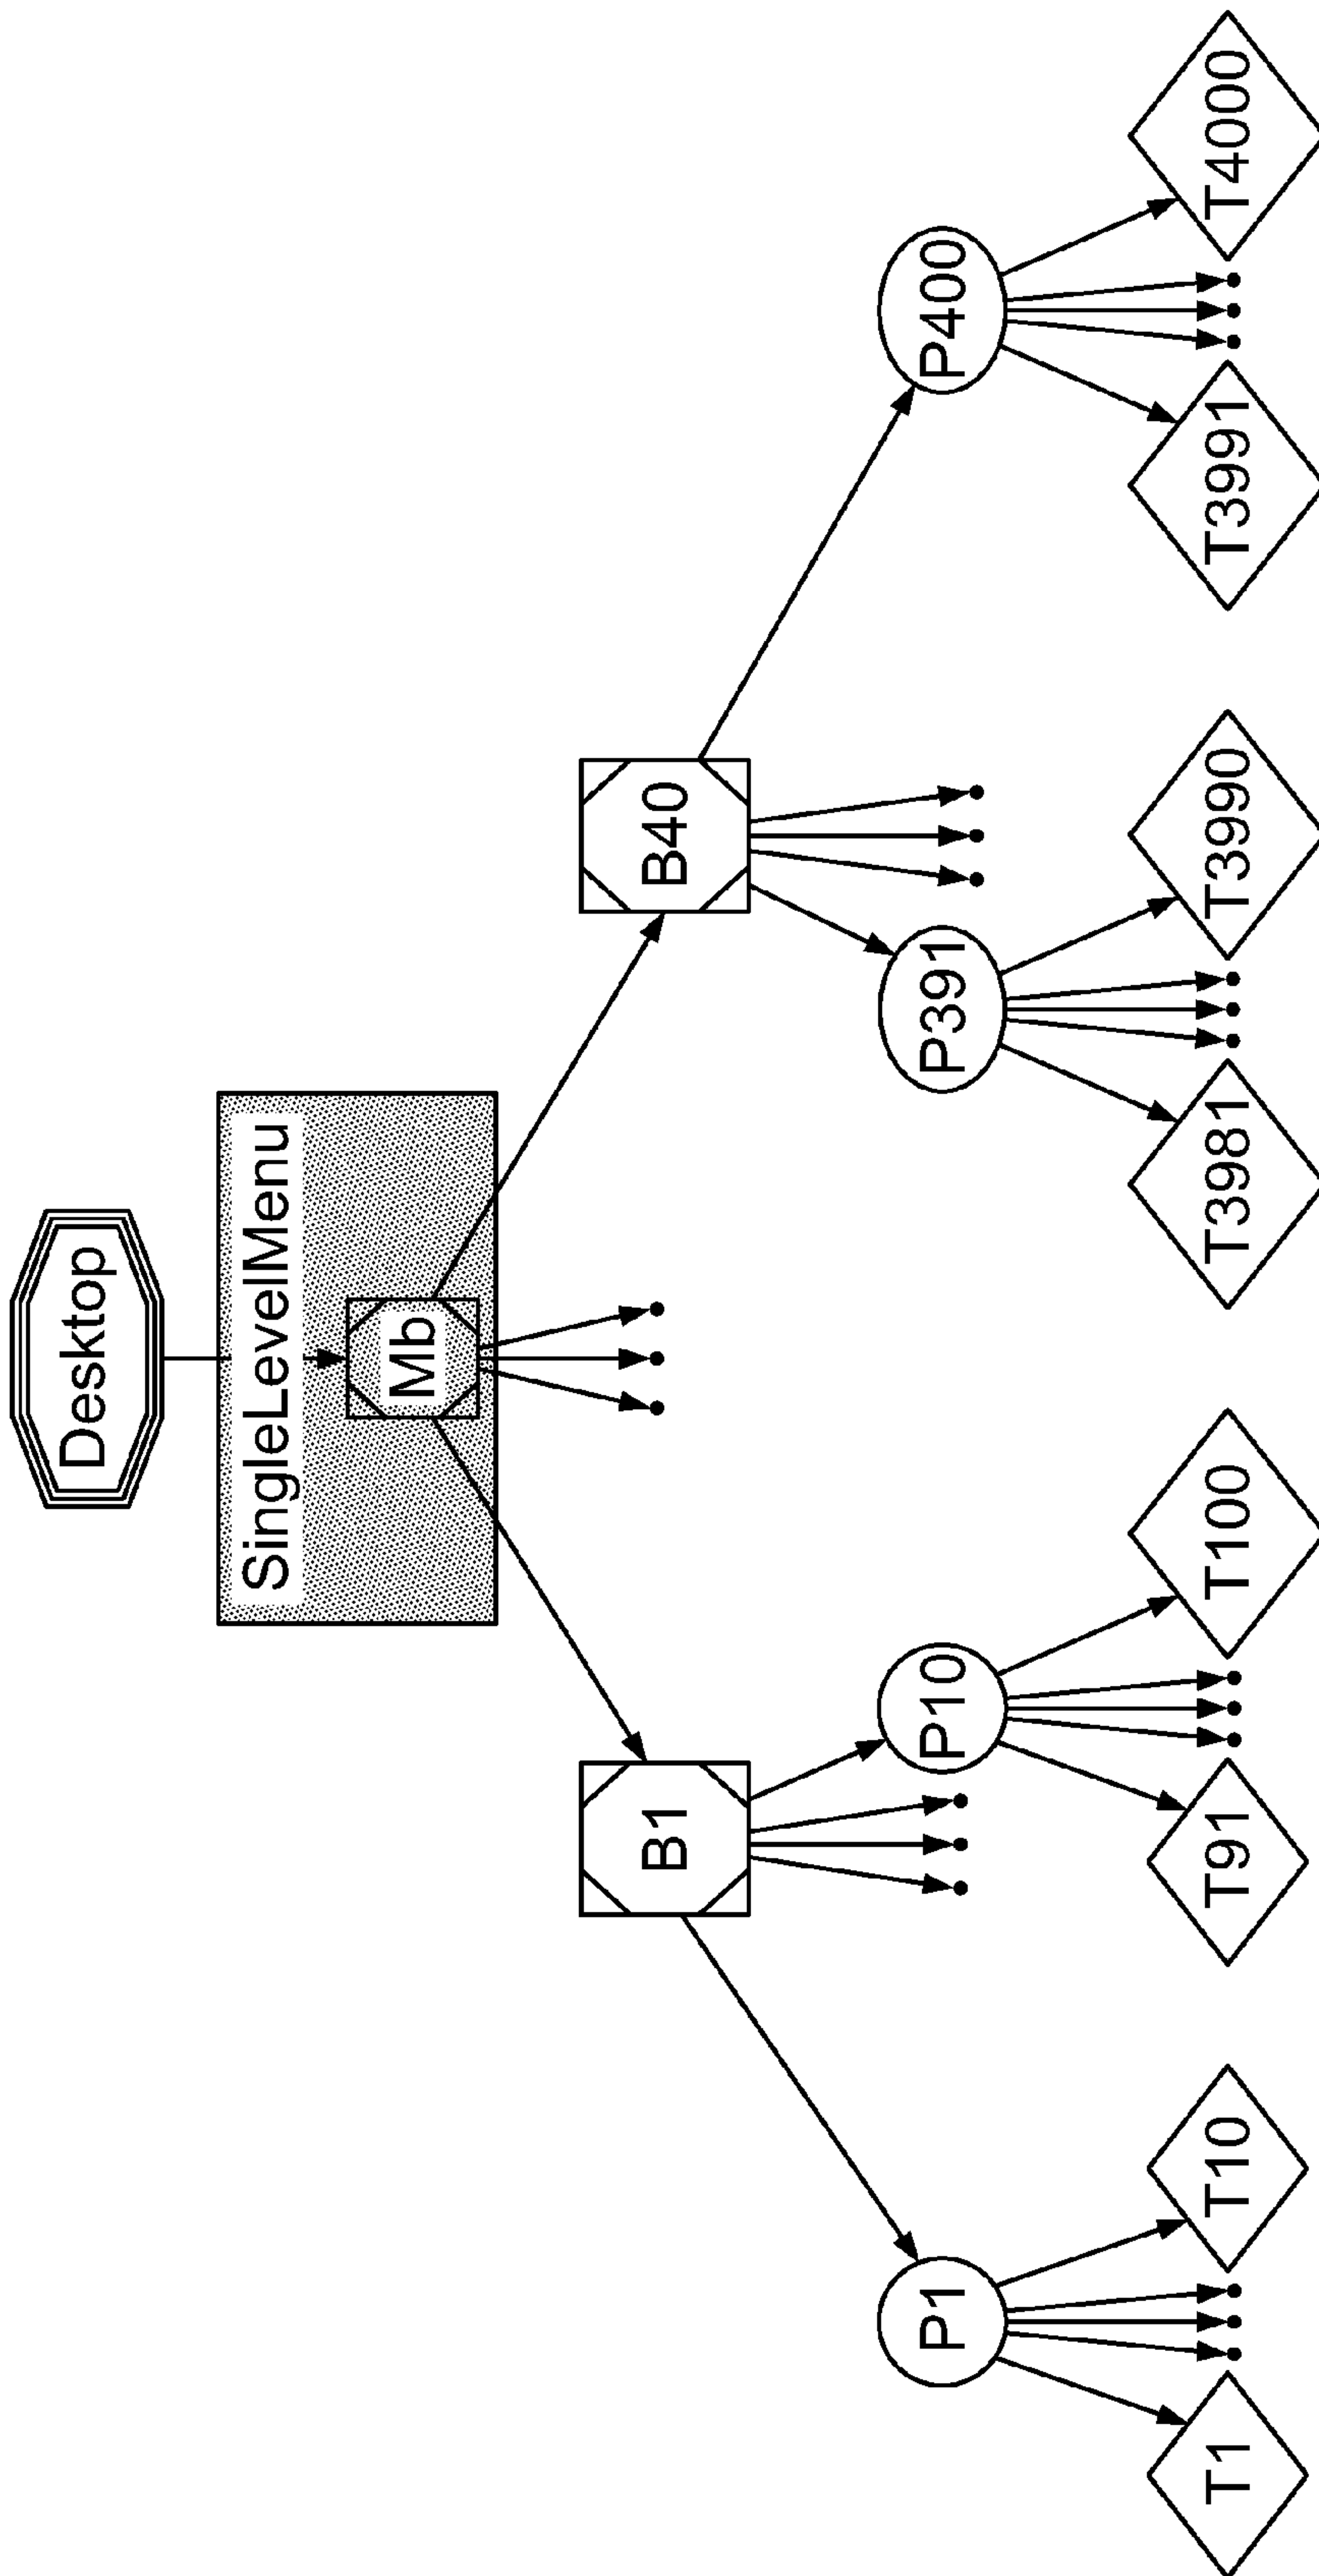 Desktop
SingleLevelMenu
Mb
B1
B40
P1
P10
P391
P400
T1
T10
T91
T100
T3981
T3990
T3991
T4000